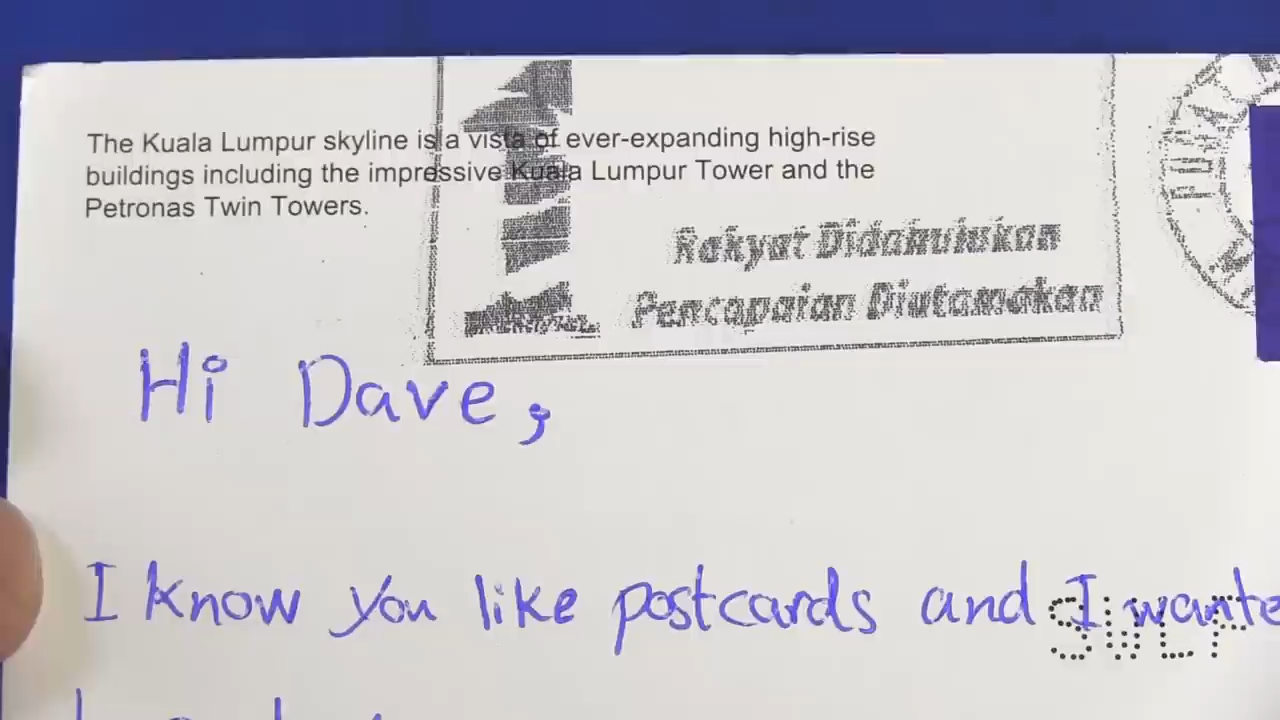 The Kuala Lumpur skyline is a vista of ever-expanding high-rise
buildings including the impressive Kuala Lumpur Tower and the
Petronas Twin Towers.
Rakyat Didahulukan
Pencapaian Diutamakan
Hi Dave,
I know you like postcards and I wante